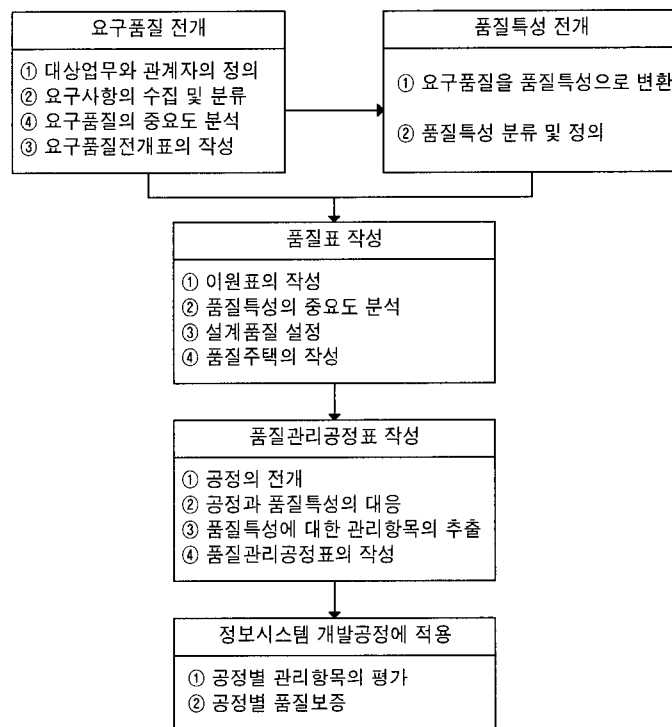 요구품질 전개
① 대상업무와 관계자의 정의
② 요구사항의 수집 및 분류
④ 요구품질의 중요도 분석
③ 요구품질전개표의 작성
품질특성 전개
① 요구품질을 품질특성으로 변환
② 품질특성 분류 및 정의
품질표 작성
① 이원표의 작성
② 품질특성의 중요도 분석
③ 설계품질 설정
④ 품질주택의 작성
품질관리공정표 작성
① 공정의 전개
② 공정과 품질특성의 대응
③ 품질특성에 대한 관리항목의 추출
④ 품질관리공정표의 작성
정보시스템 개발공정에 적용
① 공정별 관리항목의 평가
② 공정별 품질보증